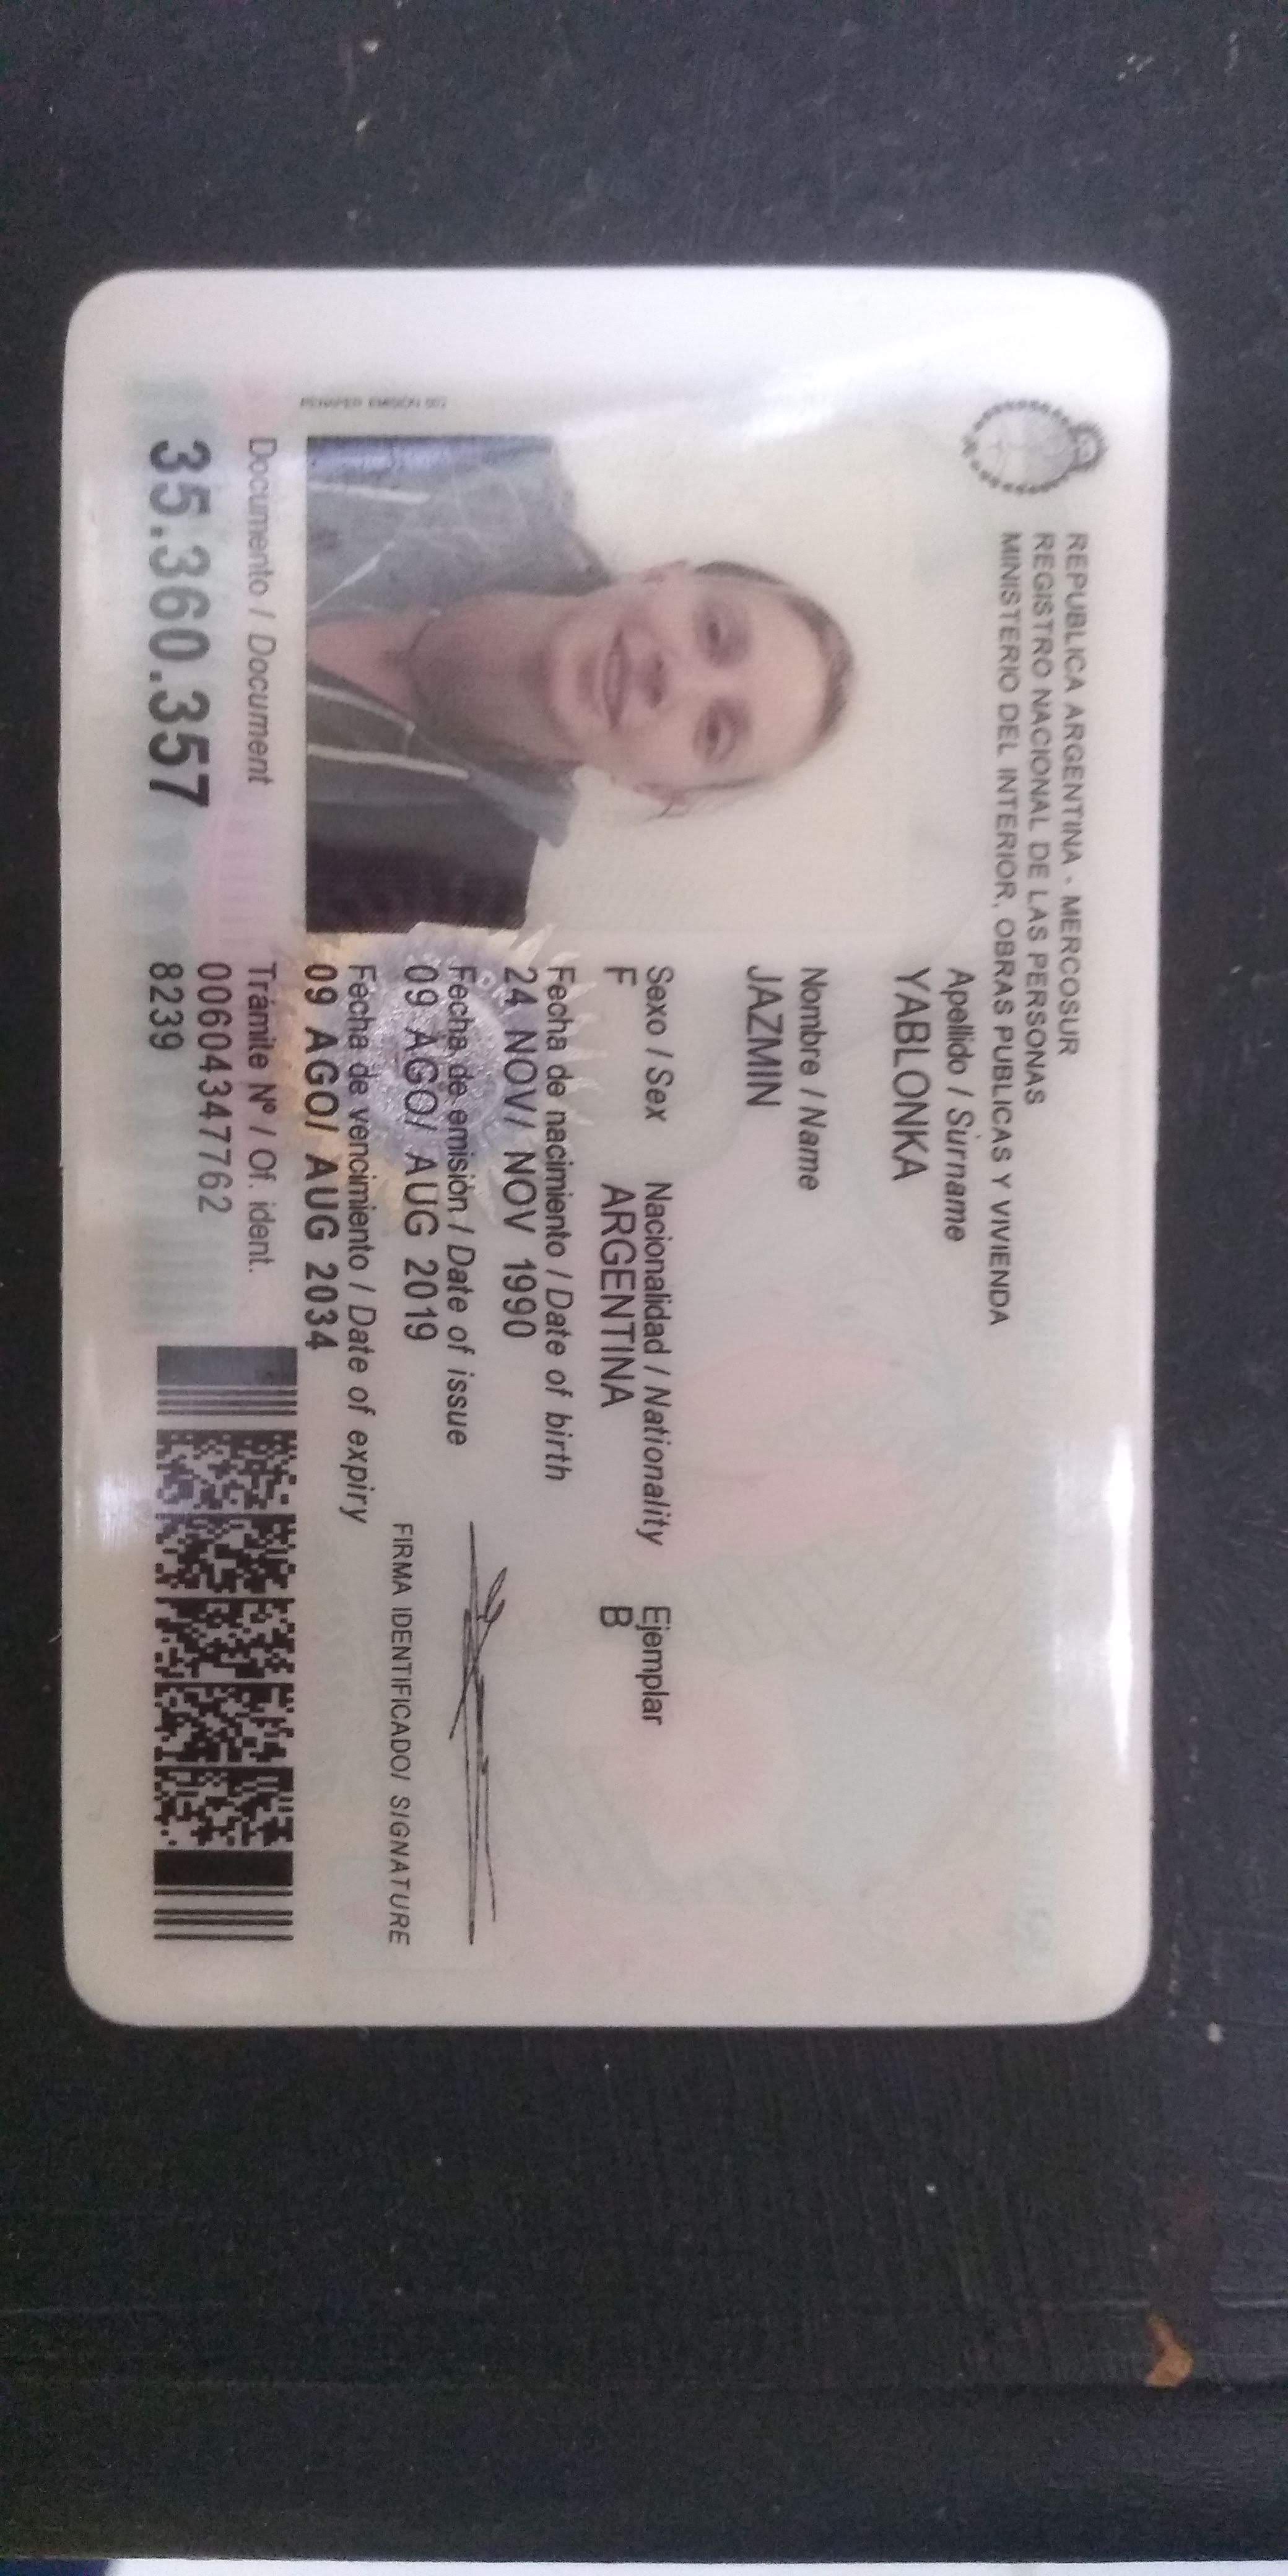 REPUBLICA ARGENTINA - MERCOSUR
REGISTRO NACIONAL DE LAS PERSONAS
MINISTERIO DEL INTERIOR, OBRAS PUBLICAS Y VIVIENDA
Apellido / Surname
YABLONKA
Nombre / Name
JAZMIN
Sexo / Sex Nacionalidad / Nationality Ejemplar
F ARGENTINA B
Fecha de nacimiento / Date of birth
24 NOV/ NOV 1990
Fecha de emisión / Date of issue
09 AGO/ AUG 2019
Fecha de vencimiento / Date of expiry
09 AGO/ AUG 2034
FIRMA IDENTIFICADO/ SIGNATURE
Documento / Document
35.360.357
Trámite Nº / Of. ident.
00604347762
8239